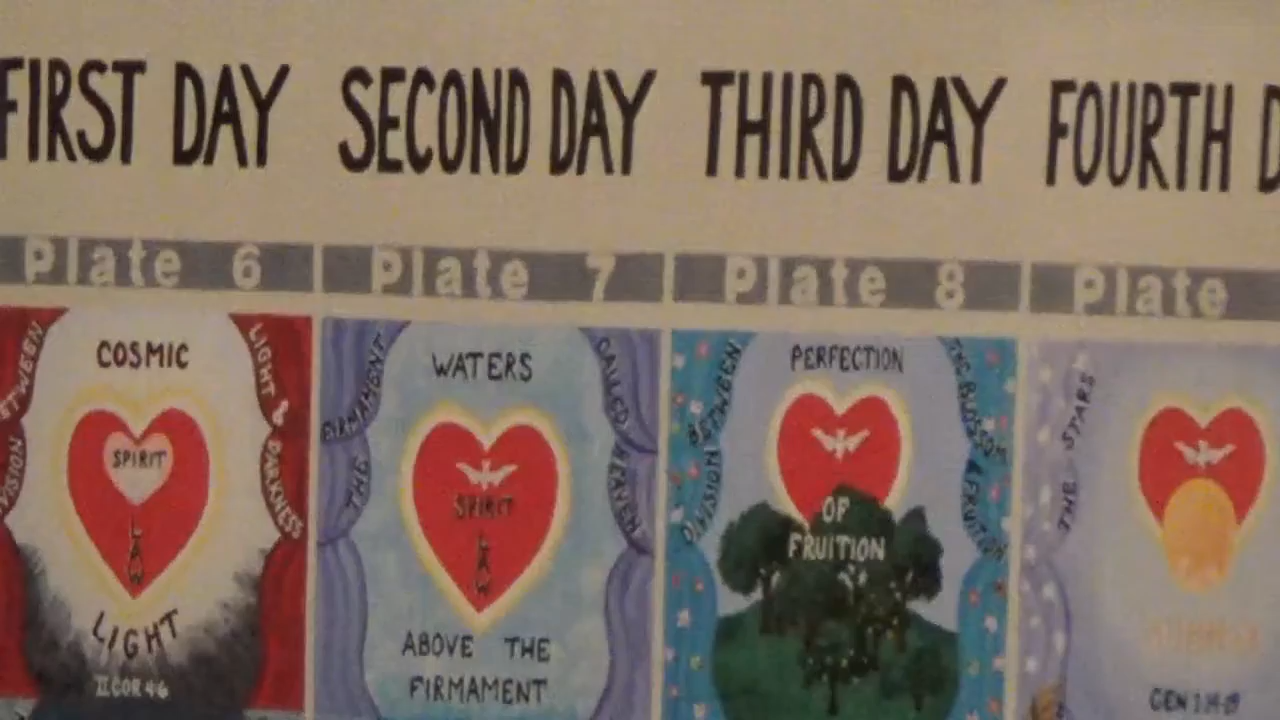 FIRST DAY SECOND DAY THIRD DAY FOURTH D
Plate 6 Plate 7 Plate 8 Plate
COSMIC
SPIRIT
LAW
LIGHT
II COR 4 6
LIGHT & DARKNESS
THE FIRMAMENT
WATERS
SPIRIT
LAW
ABOVE THE
FIRMAMENT
CALLED HEAVEN
DIVISION BETWEEN
PERFECTION
OF
FRUITION
THE BLOSSOM & FRUITION
THE STARS